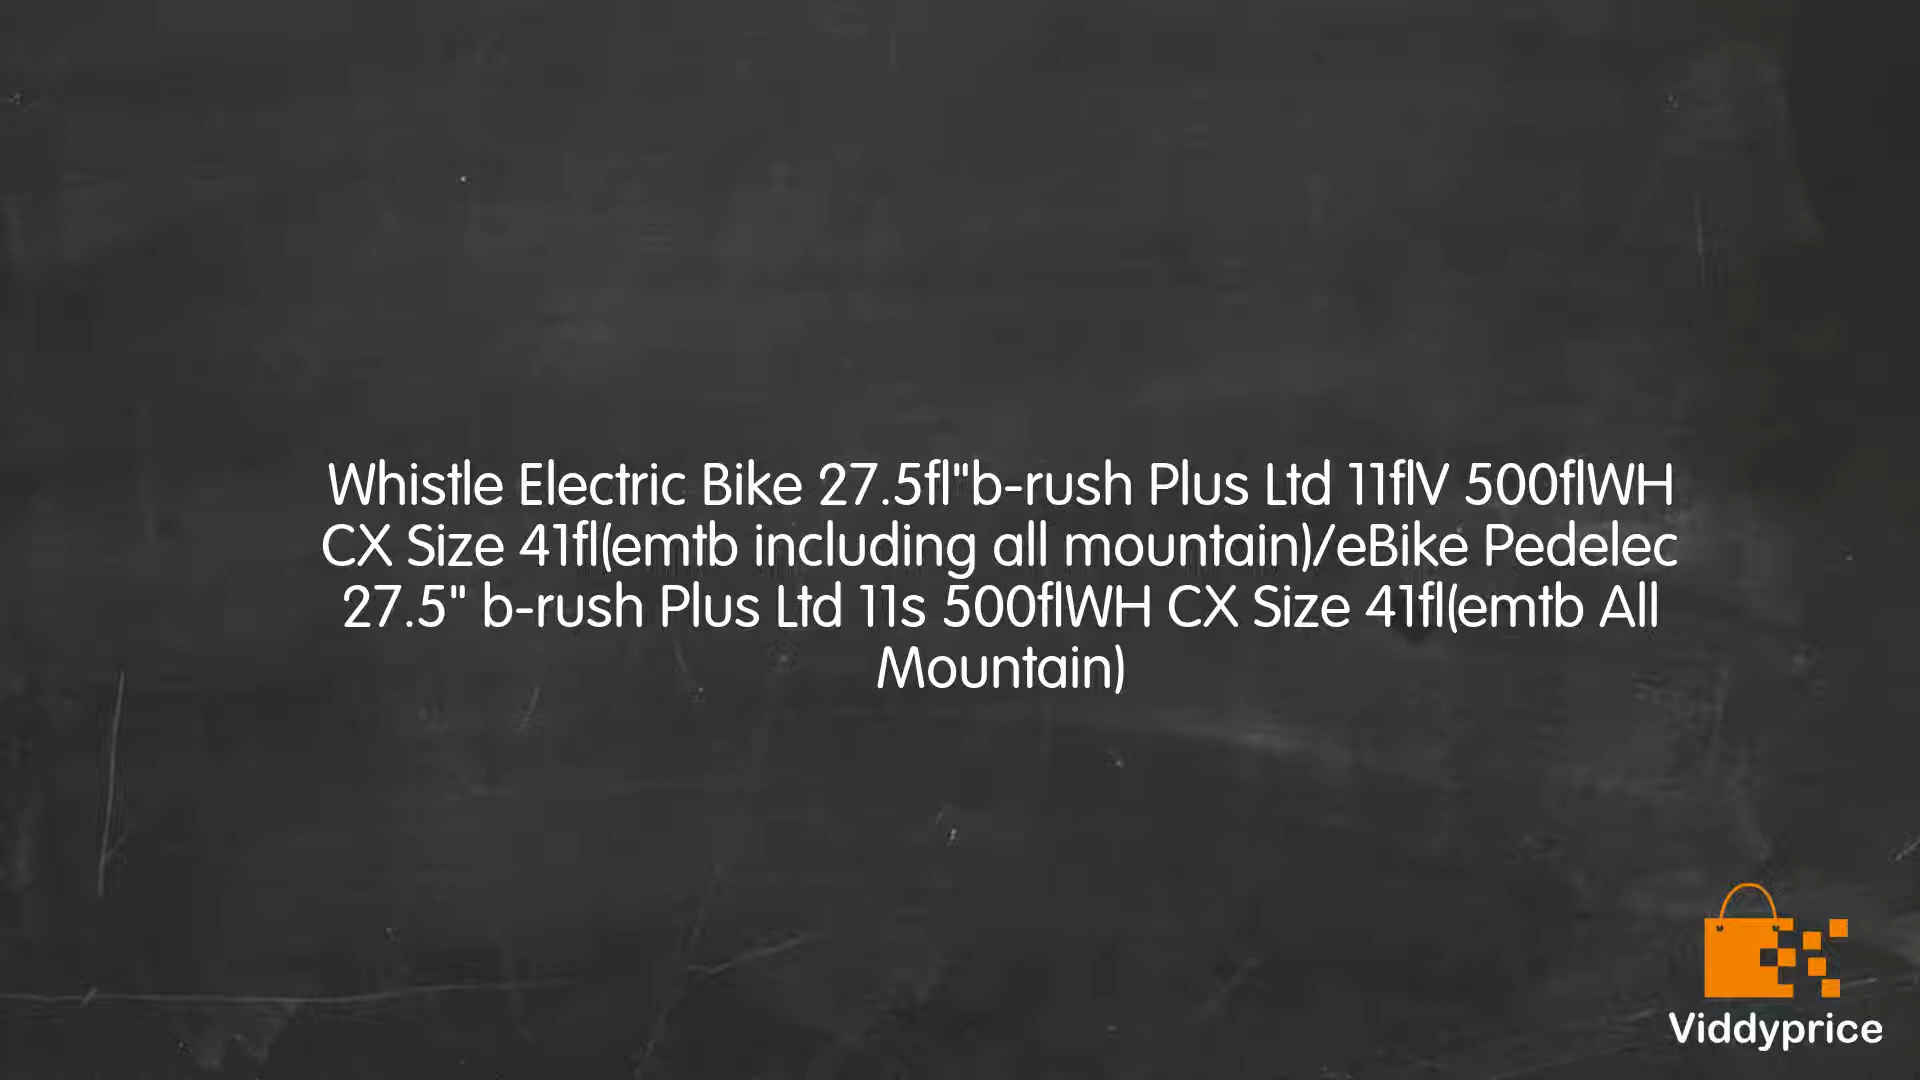 Whistle Electric Bike 27.5fl"b-rush Plus Ltd 11flV 500flWH
CX Size 41fl(emtb including all mountain)/eBike Pedelec
27.5" b-rush Plus Ltd 11s 500flWH CX Size 41fl(emtb All
Mountain)
Viddyprice